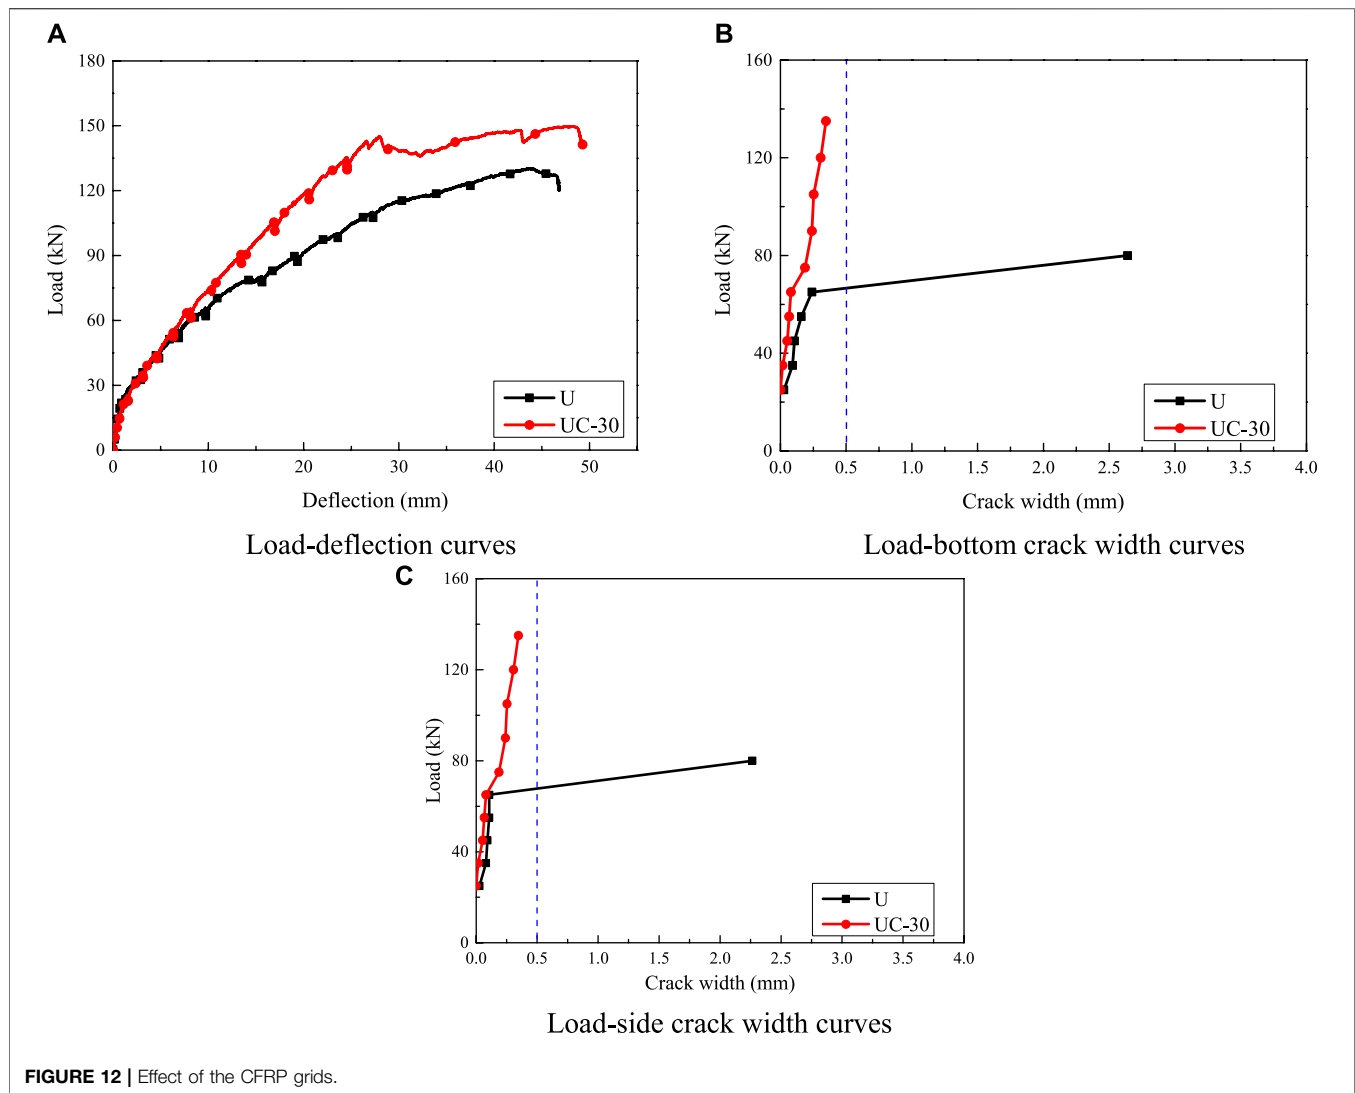 A
180
150
120
90
60
30
0
Load (kN)
0 10 20 30 40 50
Deflection (mm)
U
UC-30
Load-deflection curves
B
160
120
80
40
0
Load (kN)
0.0 0.5 1.0 1.5 2.0 2.5 3.0 3.5 4.0
Crack width (mm)
U
UC-30
Load-bottom crack width curves
C
160
120
80
40
0
Load (kN)
0.0 0.5 1.0 1.5 2.0 2.5 3.0 3.5 4.0
Crack width (mm)
U
UC-30
Load-side crack width curves
FIGURE 12 | Effect of the CFRP grids.